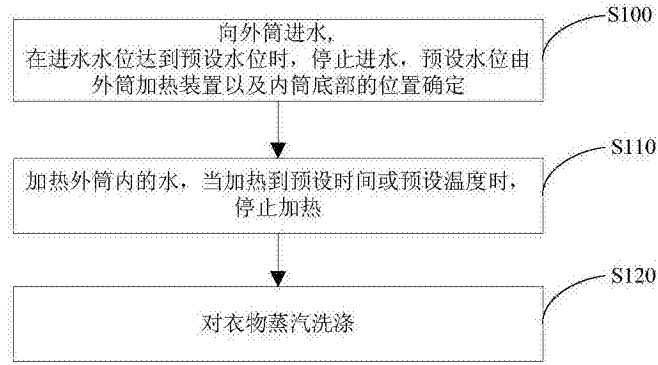 S100
向外筒进水,
在进水水位达到预设水位时，停止进水，预设水位由
外筒加热装置以及内筒底部的位置确定
S110
加热外筒内的水，当加热到预设时间或预设温度时，
停止加热
S120
对衣物蒸汽洗涤